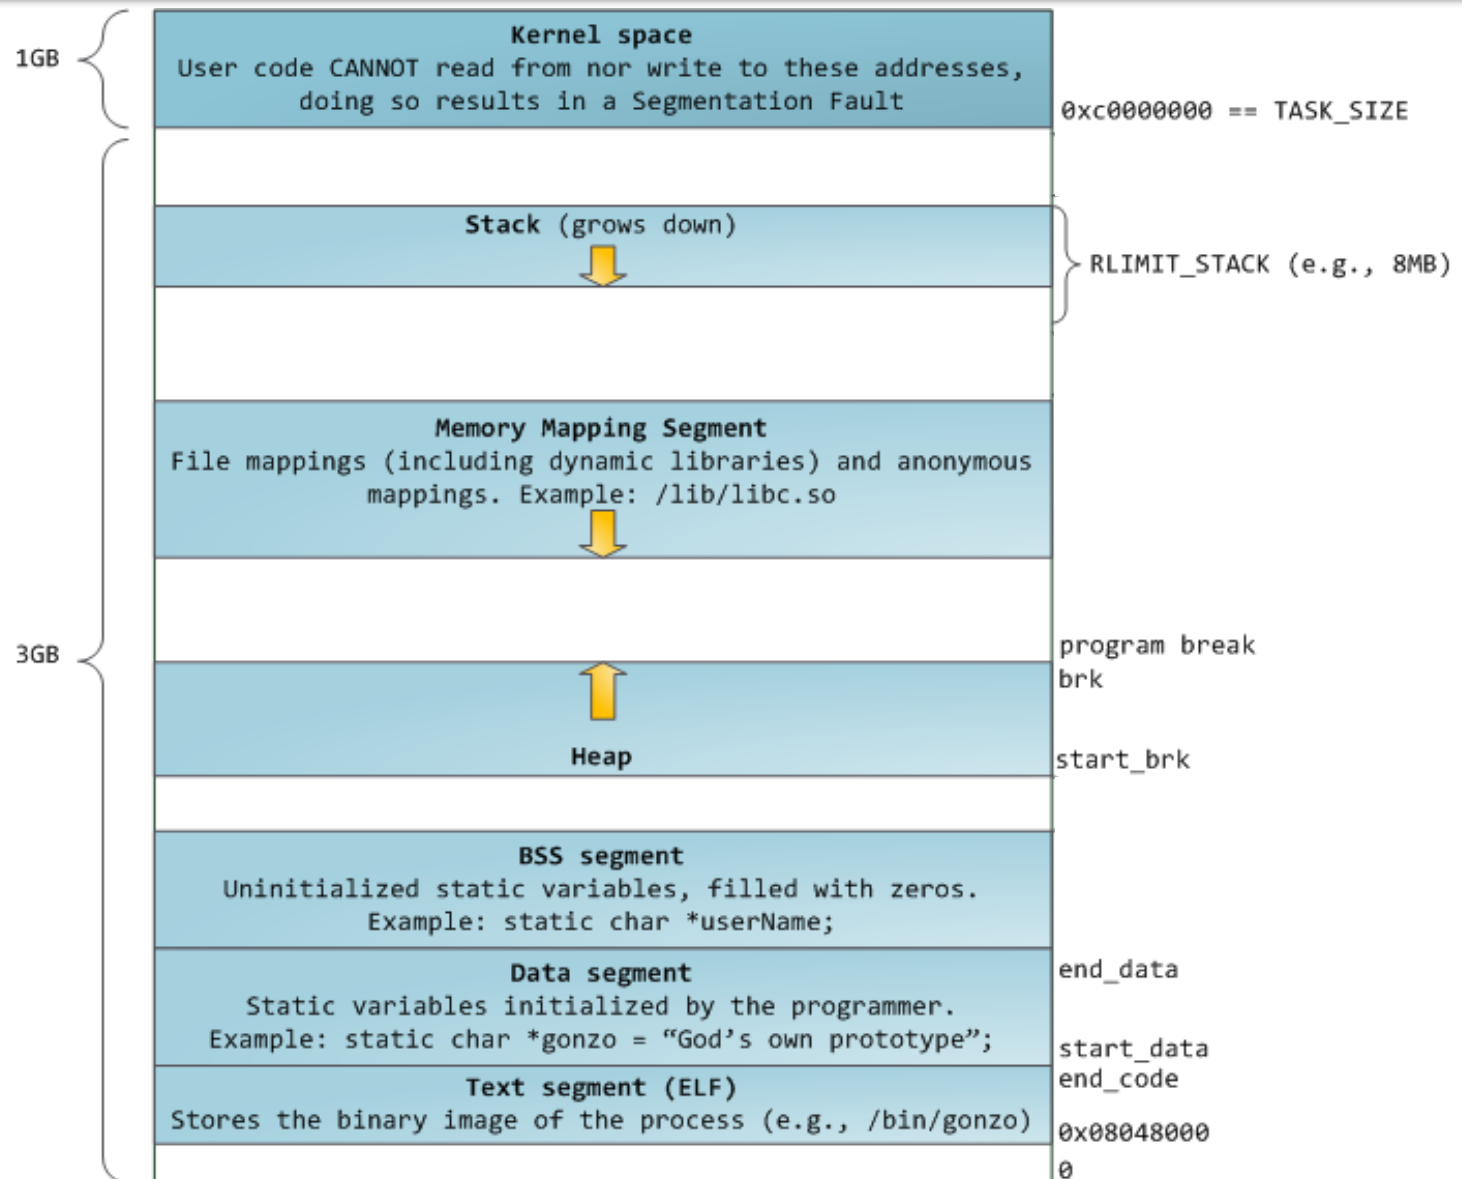 Kernel space
1GB
User code CANNOT read from nor write to these addresses,
doing so results in a Segmentation Fault
0xc0000000 == TASK_SIZE
Stack (grows down)
RLIMIT_STACK (e.g., 8MB)
Memory Mapping Segment
File mappings (including dynamic libraries) and anonymous
mappings. Example: /lib/libc.so
3GB
program break
brk
Heap
start_brk
BSS segment
Uninitialized static variables, filled with zeros.
Example: static char *userName;
Data segment
end_data
Static variables initialized by the programmer.
Example: static char *gonzo = “God’s own prototype”;
start_data
end_code
Text segment (ELF)
Stores the binary image of the process (e.g., /bin/gonzo)
0x08048000
0